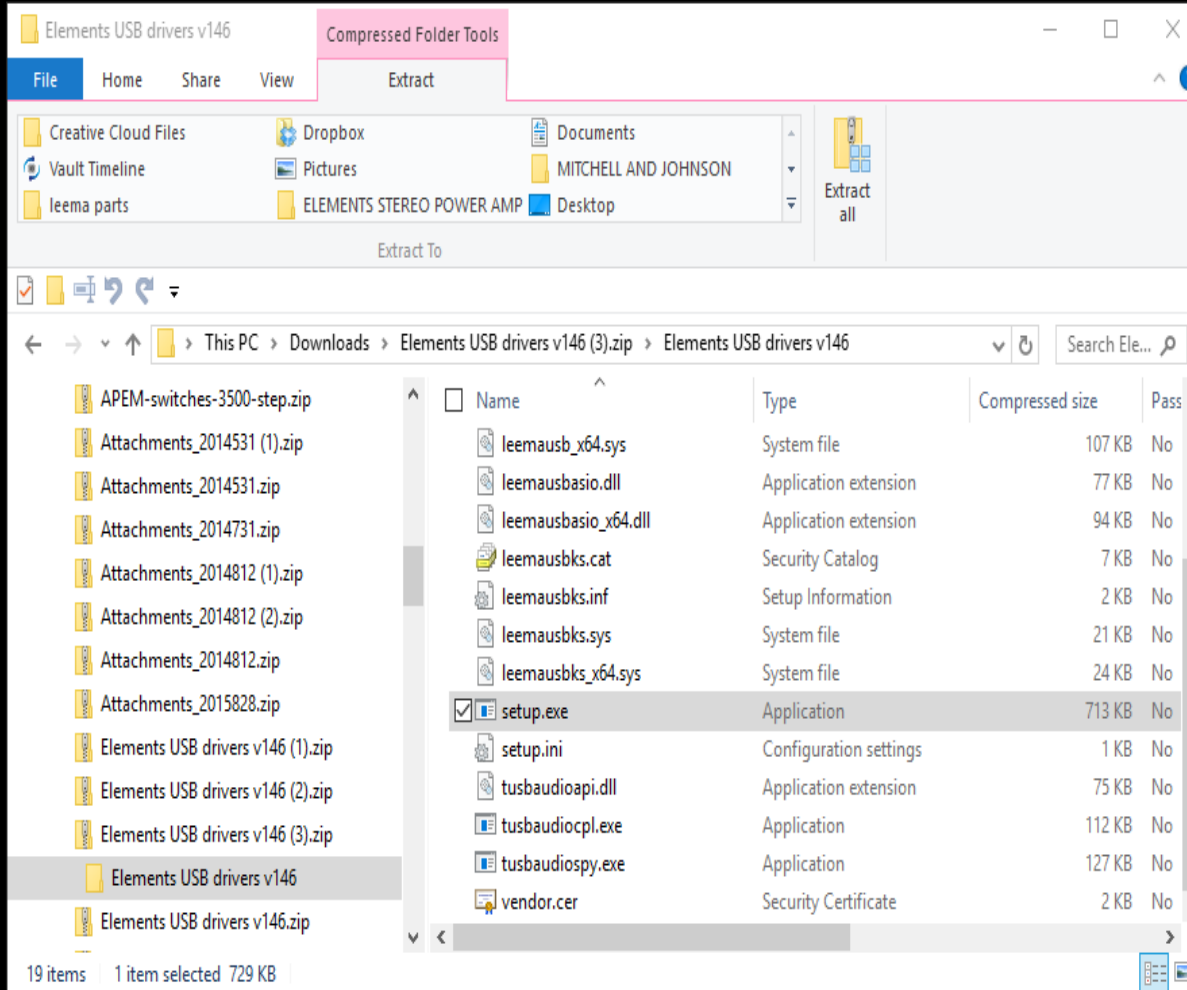 Elements USB drivers v146
Compressed Folder Tools
File Home Share View Extract
Creative Cloud Files Dropbox Documents
Vault Timeline Pictures MITCHELL AND JOHNSON
leema parts ELEMENTS STEREO POWER AMP Desktop
Extract all
Extract To
This PC Downloads Elements USB drivers v146 (3).zip Elements USB drivers v146
Search Ele...
APEM-switches-3500-step.zip
Attachments_2014531 (1).zip
Attachments_2014531.zip
Attachments_2014731.zip
Attachments_2014812 (1).zip
Attachments_2014812 (2).zip
Attachments_2014812.zip
Attachments_2015828.zip
Elements USB drivers v146 (1).zip
Elements USB drivers v146 (2).zip
Elements USB drivers v146 (3).zip
Elements USB drivers v146
Elements USB drivers v146.zip
Name Type Compressed size Pass
leemausb_x64.sys System file 107 KB No
leemausbasio.dll Application extension 77 KB No
leemausbasio_x64.dll Application extension 94 KB No
leemausbks.cat Security Catalog 7 KB No
leemausbks.inf Setup Information 2 KB No
leemausbks.sys System file 21 KB No
leemausbks_x64.sys System file 24 KB No
setup.exe Application 713 KB No
setup.ini Configuration settings 1 KB No
tusbaudioapi.dll Application extension 75 KB No
tusbaudiocpl.exe Application 112 KB No
tusbaudiospy.exe Application 127 KB No
vendor.cer Security Certificate 2 KB No
19 items 1 item selected 729 KB